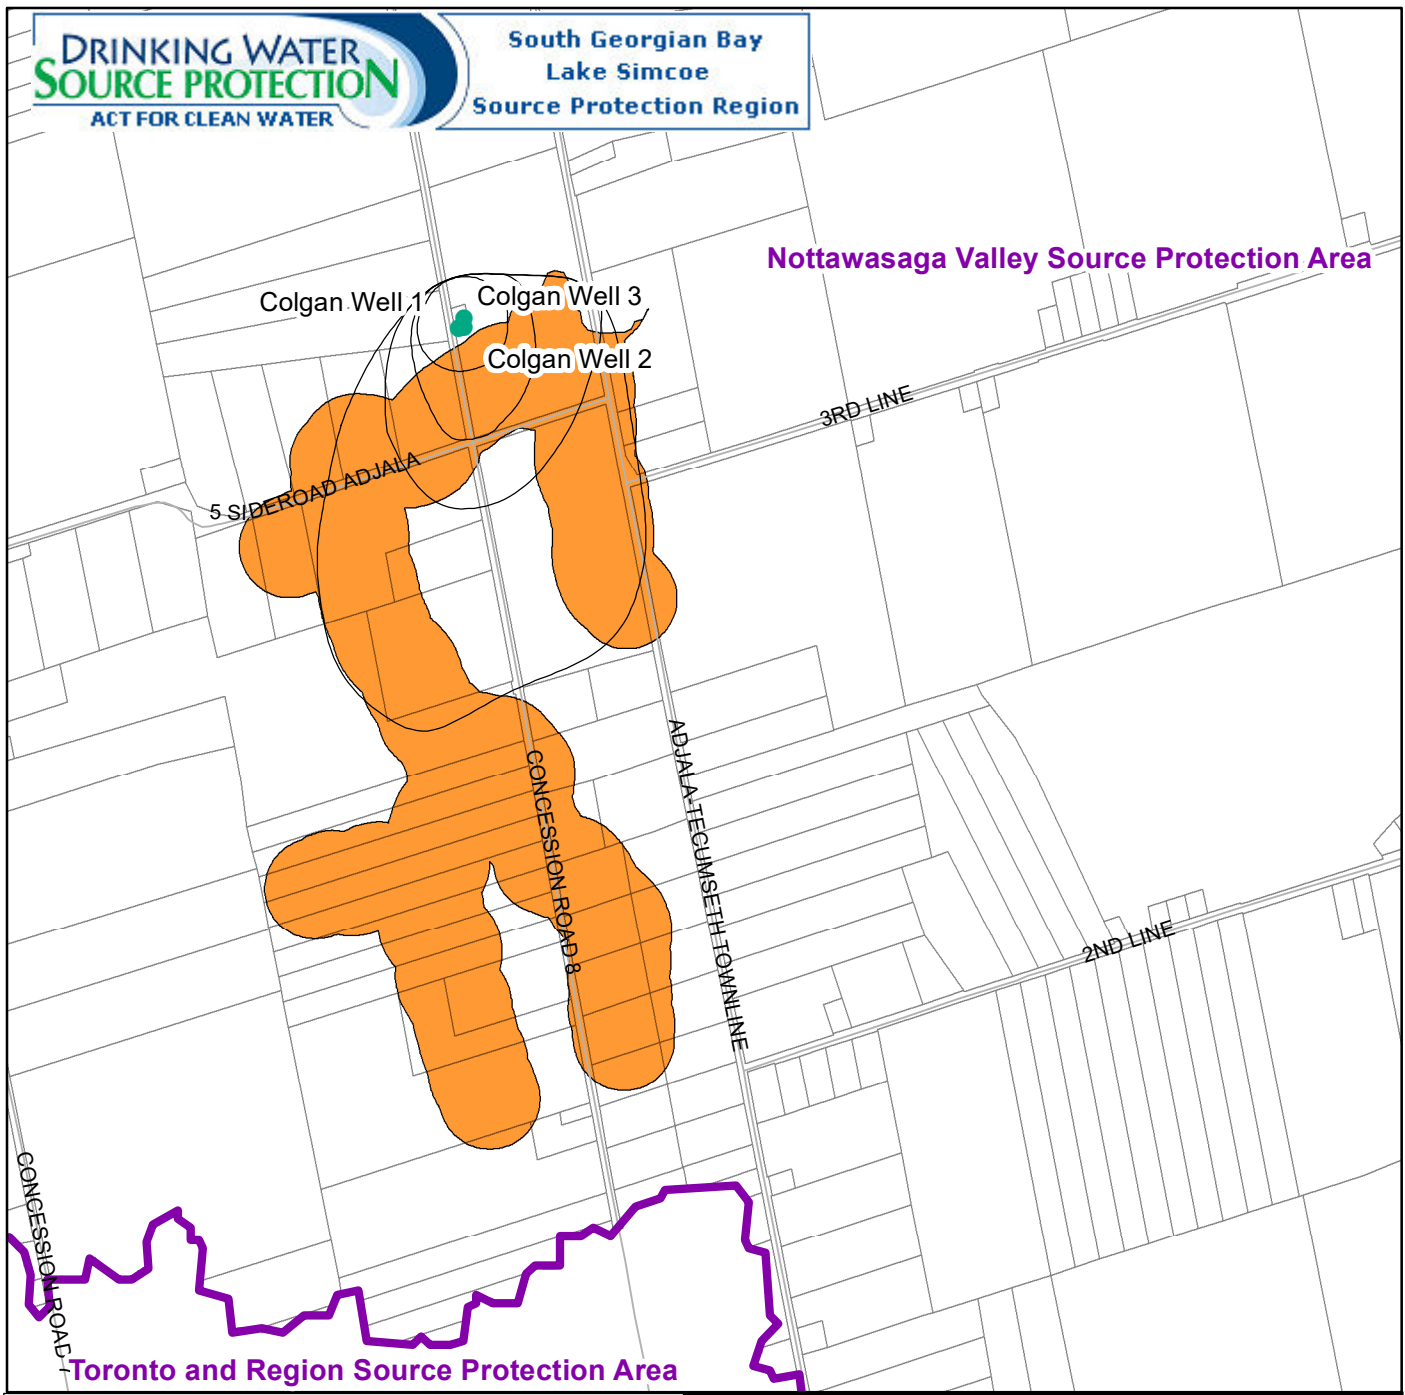 DRINKING WATER
SOURCE PROTECTION
ACT FOR CLEAN WATER
South Georgian Bay
Lake Simcoe
Source Protection Region
Nottawasaga Valley Source Protection Area
Colgan Well 1
Colgan Well 3
Colgan Well 2
3RD LINE
5 SIDEROAD ADJALA
CONCESSION ROAD 8
ADJALA-TECUMSETH TOWNLINE
2ND LINE
CONCESSION ROAD 7
Toronto and Region Source Protection Area